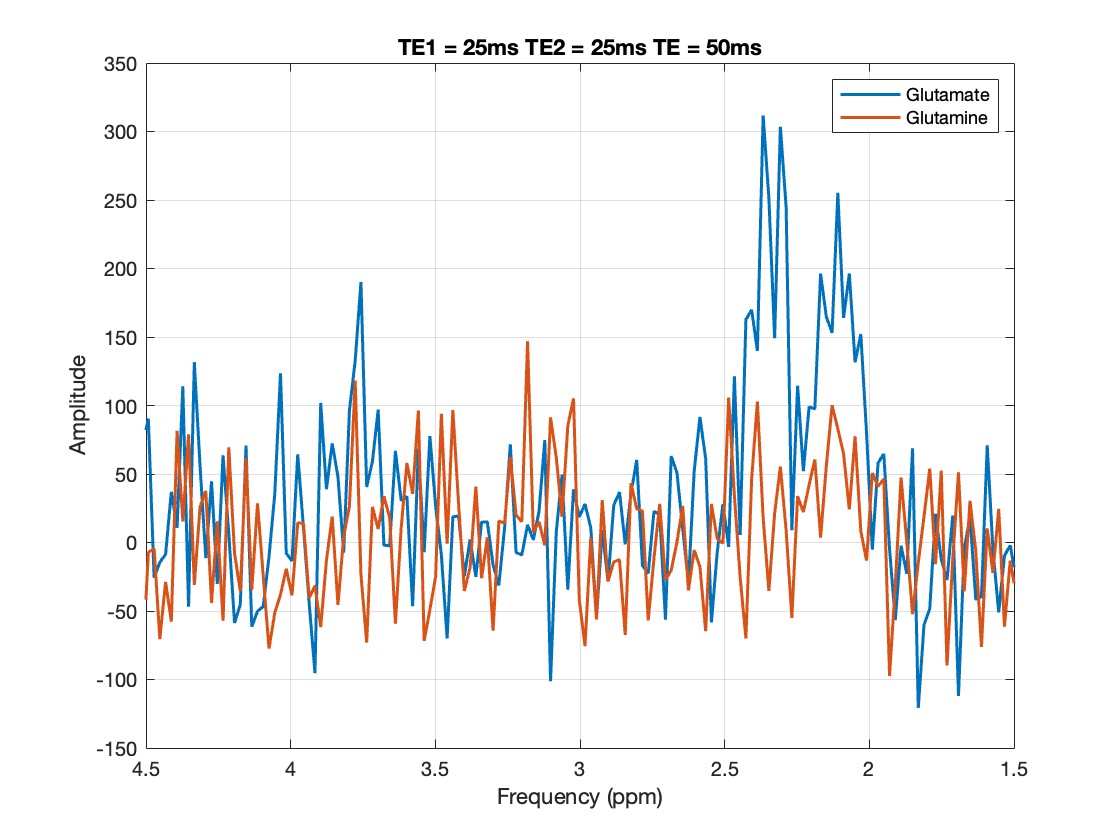 TE1 = 25ms TE2 = 25ms TE = 50ms
350
300
250
200
150
100
50
0
-50
-100
-150
Amplitude
Glutamate
Glutamine
4.5 4 3.5 3 2.5 2 1.5
Frequency (ppm)